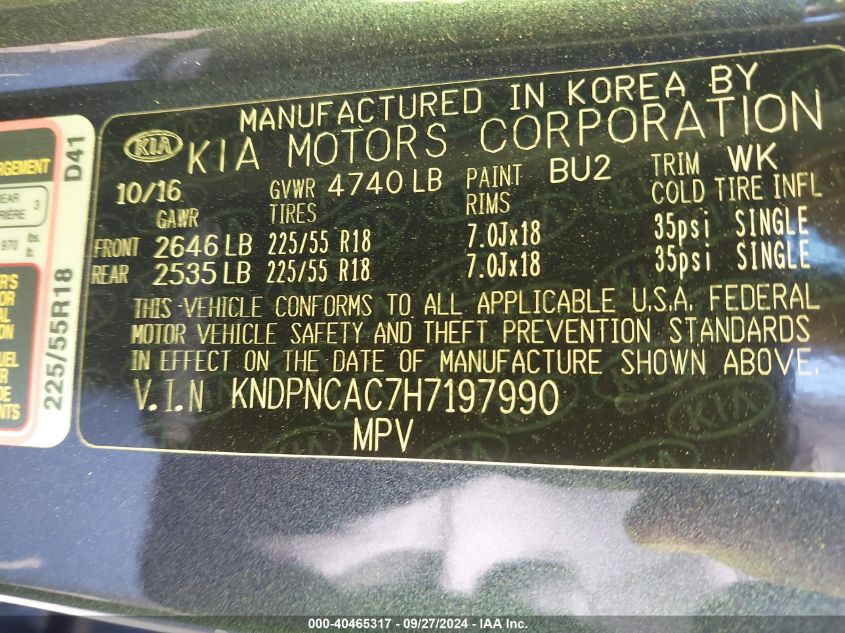 MANUFACTURED IN KOREA BY
KIA KIA MOTORS CORPORATION
10/16 GVWR 4740 LB PAINT BU2 TRIM WK
GAWR TIRES RIMS COLD TIRE INFL
FRONT 2646 LB 225/55 R18 7.0Jx18 35psi SINGLE
REAR 2535 LB 225/55 R18 7.0Jx18 35psi SINGLE
THIS VEHICLE CONFORMS TO ALL APPLICABLE U.S.A. FEDERAL
MOTOR VEHICLE SAFETY AND THEFT PREVENTION STANDARDS
IN EFFECT ON THE DATE OF MANUFACTURE SHOWN ABOVE.
V.I.N KNDPNCAC7H7197990
MPV
D41
225/55R18
3
970 lbs
000-40465317 - 09/27/2024 - IAA Inc.